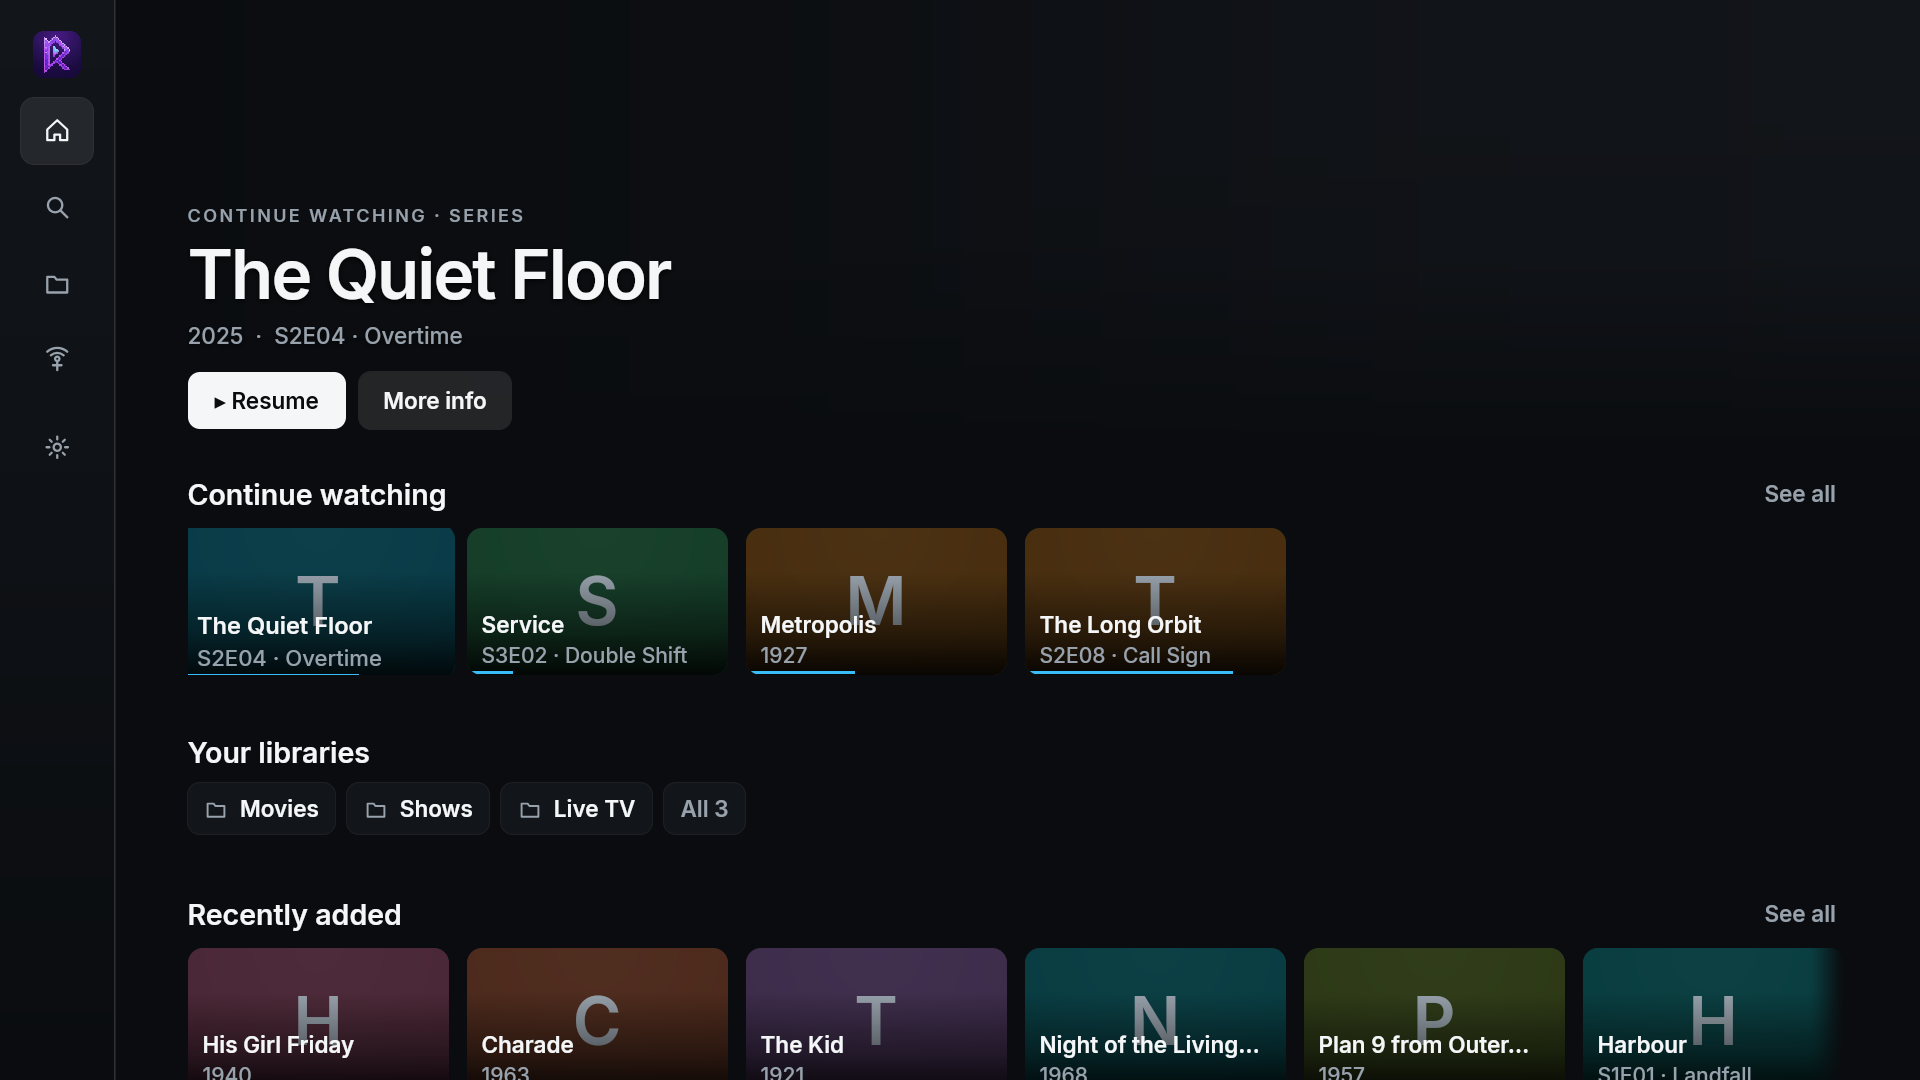 CONTINUE WATCHING · SERIES
The Quiet Floor
2025 · S2E04 · Overtime
▸ Resume
More info
Continue watching
See all
T
The Quiet Floor
S2E04 · Overtime
S
Service
S3E02 · Double Shift
M
Metropolis
1927
T
The Long Orbit
S2E08 · Call Sign
Your libraries
Movies
Shows
Live TV
All 3
Recently added
See all
H
His Girl Friday
1940
C
Charade
1963
T
The Kid
1921
N
Night of the Living...
1968
P
Plan 9 from Outer...
1957
H
Harbour
S1E01 · Landfall